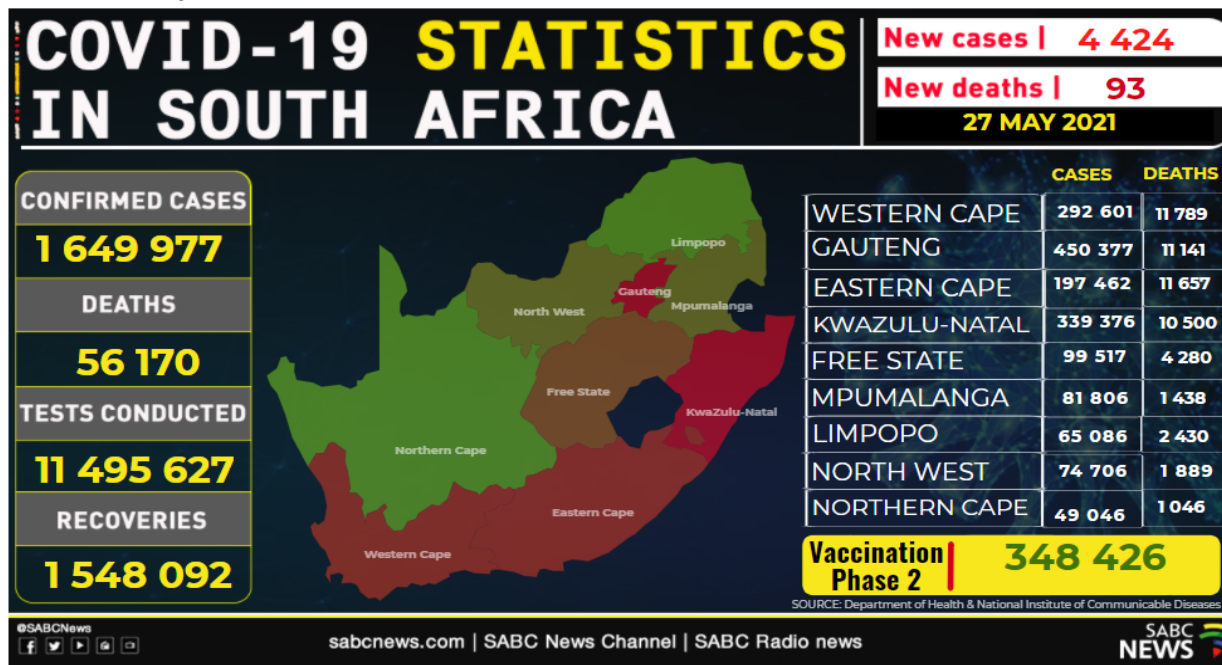 COVID-19 STATISTICS
IN SOUTH AFRICA
New cases | 4 424
New deaths | 93
27 MAY 2021
CONFIRMED CASES
1 649 977
DEATHS
56 170
TESTS CONDUCTED
11 495 627
RECOVERIES
1 548 092
Limpopo
Gauteng
North West
Mpumalanga
Free State
KwaZulu-Natal
Northern Cape
Eastern Cape
Western Cape
CASES DEATHS
WESTERN CAPE 292 601 11 789
GAUTENG 450 377 11 141
EASTERN CAPE 197 462 11 657
KWAZULU-NATAL 339 376 10 500
FREE STATE 99 517 4 280
MPUMALANGA 81 806 1 438
LIMPOPO 65 086 2 430
NORTH WEST 74 706 1 889
NORTHERN CAPE 49 046 1 046
Vaccination
Phase 2
348 426
SOURCE: Department of Health & National Institute of Communicable Diseases
@SABCNews
sabcnews.com | SABC News Channel | SABC Radio news
SABC
NEWS